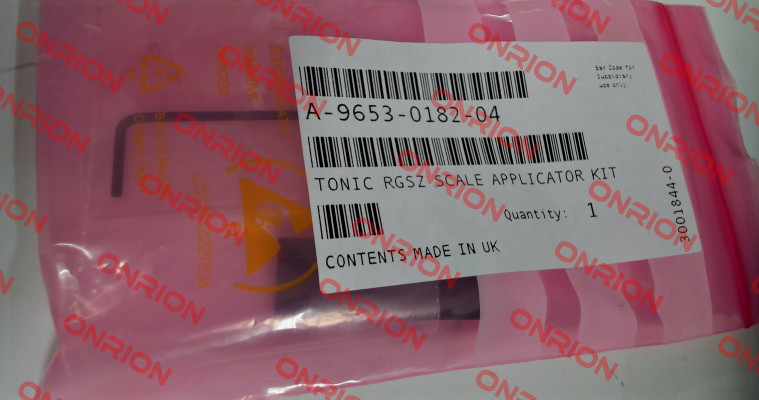 Bar Code for
Subsidiary
use only
A-9653-0182-04
TONIC RGSZ SCALE APPLICATOR KIT
Quantity: 1
CONTENTS MADE IN UK
3001844-0
ONRION